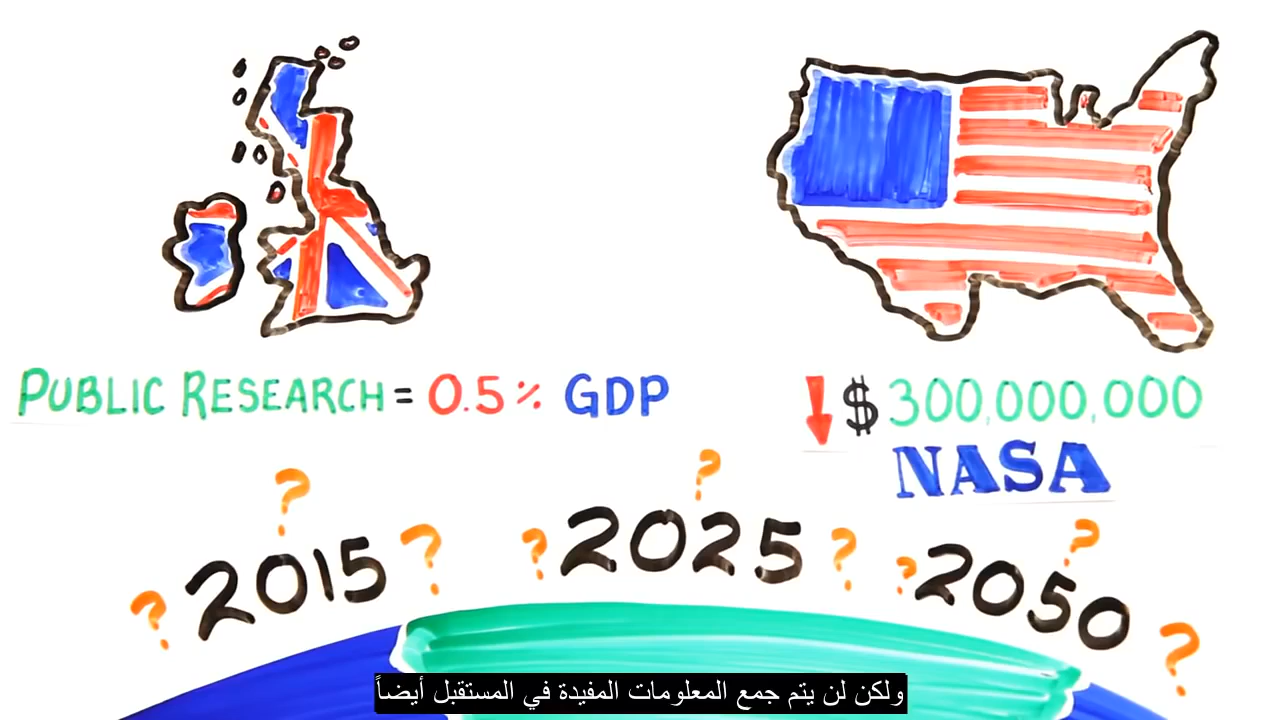 PUBLIC RESEARCH = 0.5% GDP
$300,000,000
NASA
? 2015 ? ?
? 2025 ? ?
? 2050 ? ?
ولكن لن يتم جمع المعلومات المفيدة في المستقبل أيضاً